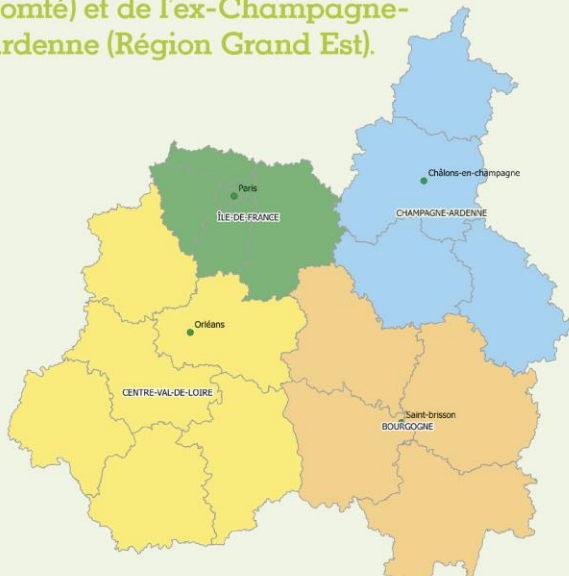 omté) et de l'ex-Champagne-
rdenne (Région Grand Est).
Paris
ÎLE-DE-FRANCE
Châlons-en-champagne
CHAMPAGNE-ARDENNE
Orléans
CENTRE-VAL-DE-LOIRE
Saint-brisson
BOURGOGNE